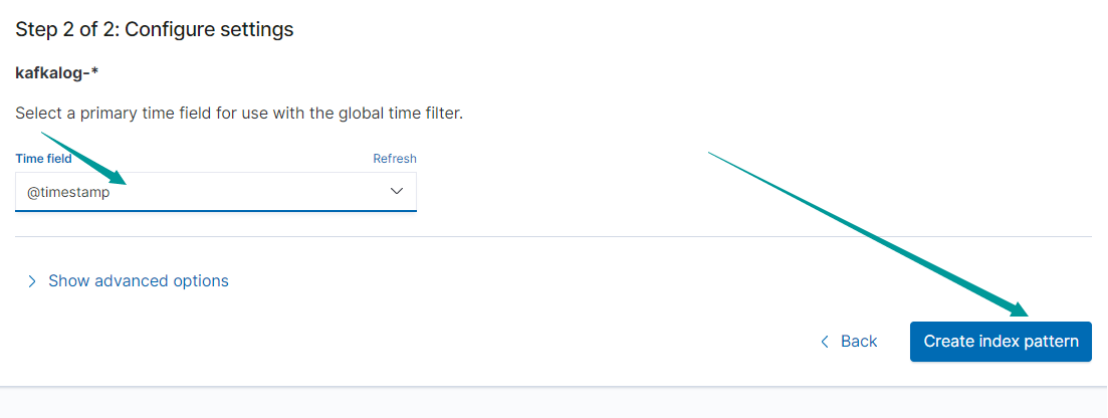 Step 2 of 2: Configure settings
kafkalog-*
Select a primary time field for use with the global time filter.
Time field Refresh
@timestamp
Show advanced options
Back Create index pattern